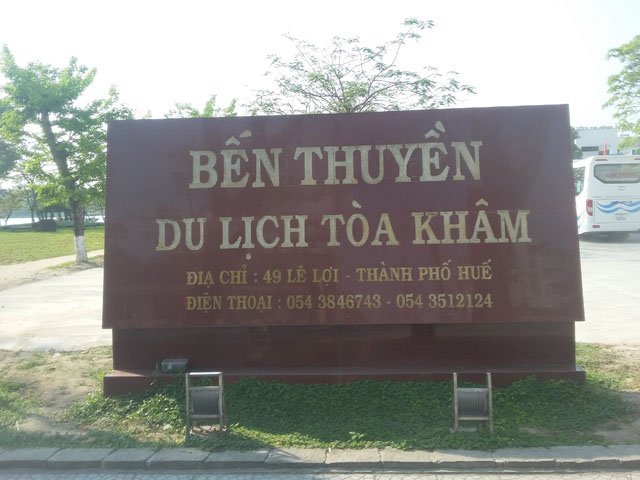 BẾN THUYỀN
DU LỊCH TÒA KHÂM
ĐỊA CHỈ : 49 LÊ LỢI - THÀNH PHỐ HUẾ
ĐIỆN THOẠI : 054 3846743 - 054 3512124